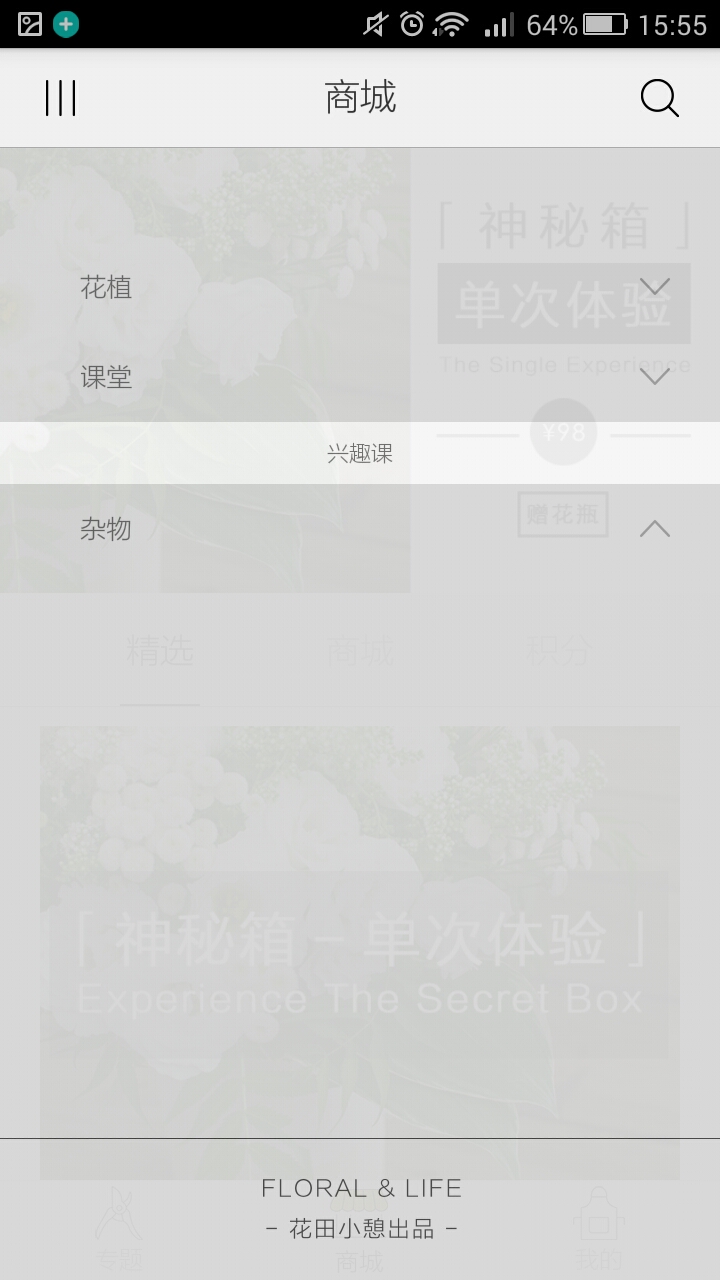 64% 15:55
商城
「 神秘箱 」
花植
单次体验
The Single Experience
课堂
¥98
兴趣课
赠花瓶
杂物
精选 商城 积分
「 神秘箱 - 单次体验 」
Experience The Secret Box
FLORAL & LIFE
- 花田小憩出品 -
专题 商城 我的